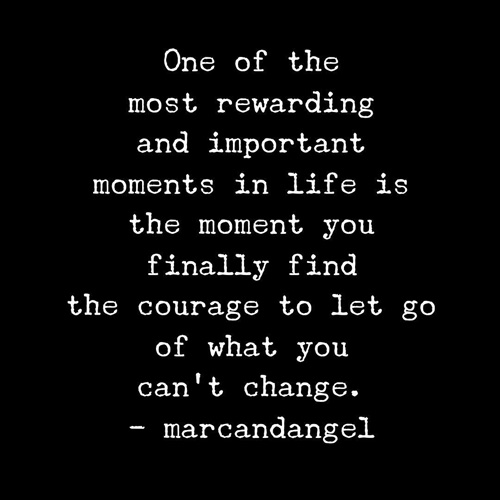 One of the
most rewarding
and important
moments in life is
the moment you
finally find
the courage to let go
of what you
can't change.
- marcandangel